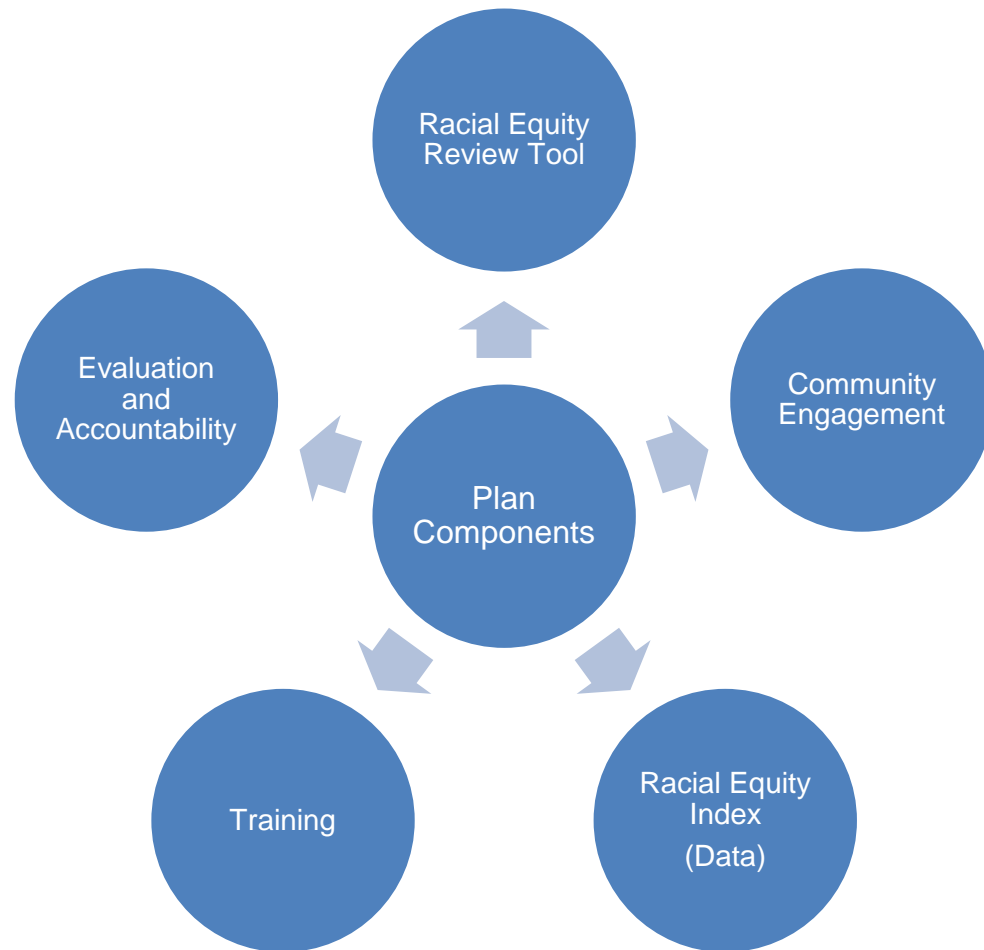 Racial Equity
Review Tool
Community
Engagement
Racial Equity
Index
(Data)
Training
Evaluation
and
Accountability
Plan
Components